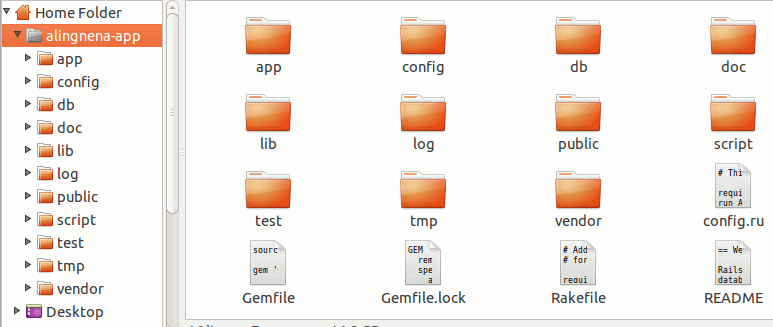 Home Folder
alingnena-app
app
config
db
doc
lib
log
public
script
test
tmp
vendor
Desktop
app config db doc
lib log public script
# Thi
requi
run A
test tmp vendor config.ru
sourc
gem '
GEM
rem
spe
a
# Add
# for
requi
== We
Rails
datab
Gemfile Gemfile.lock Rakefile README